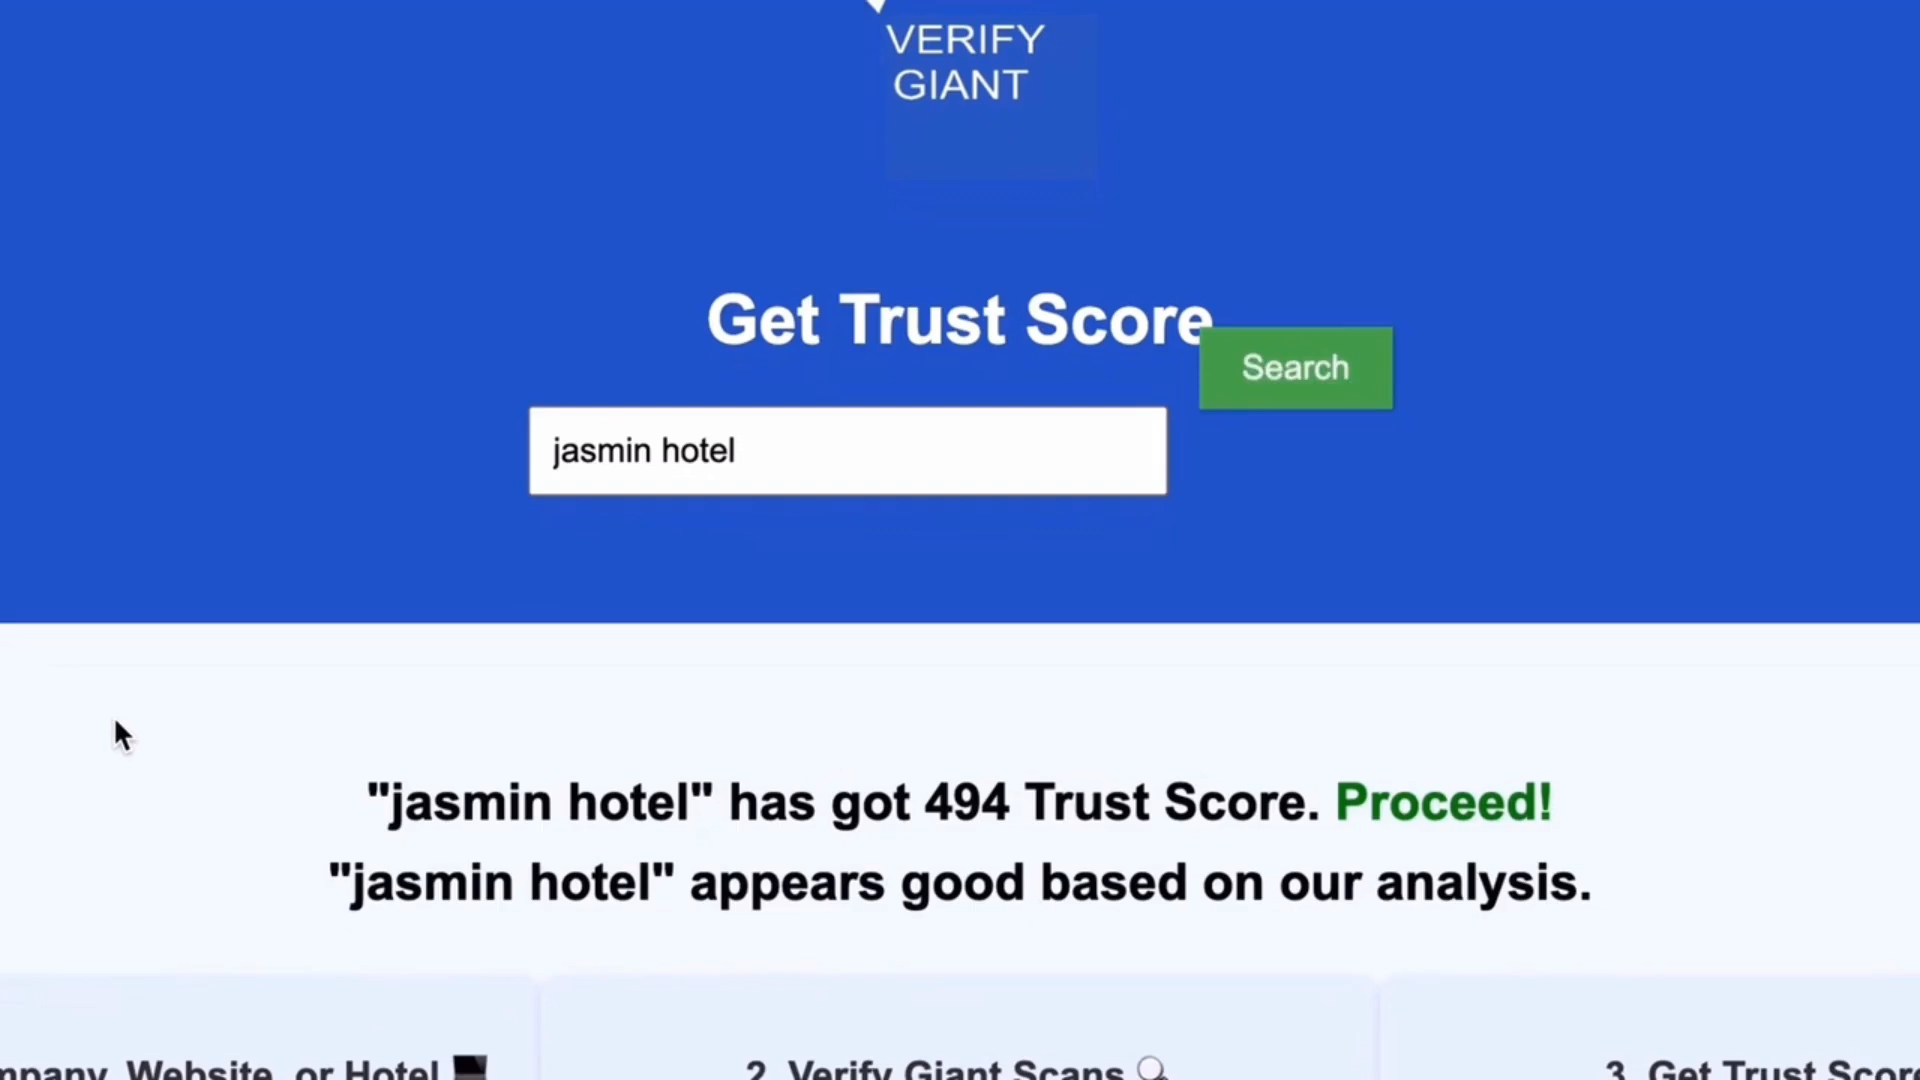 VERIFY
GIANT
Get Trust Score
Search
jasmin hotel
"jasmin hotel" has got 494 Trust Score. Proceed!
"jasmin hotel" appears good based on our analysis.
Website, or Hotel
2. Verify Giant Scans
3. Get Trust Score